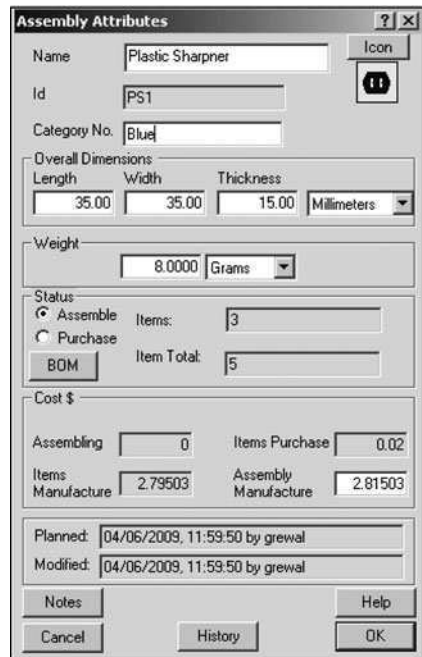 Assembly Attributes
Name Plastic Sharpner Icon
Id PS1
Category No. Blue
Overall Dimensions
Length Width Thickness
35.00 35.00 15.00 Millimeters
Weight
8.0000 Grams
Status
Assemble Items: 3
Purchase
BOM Item Total: 5
Cost $
Assembling 0 Items Purchase 0.02
Items Manufacture 2.79503 Assembly Manufacture 2.81503
Planned: 04/06/2009, 11:59:50 by grewal
Modified: 04/06/2009, 11:59:50 by grewal
Notes Help
Cancel History OK